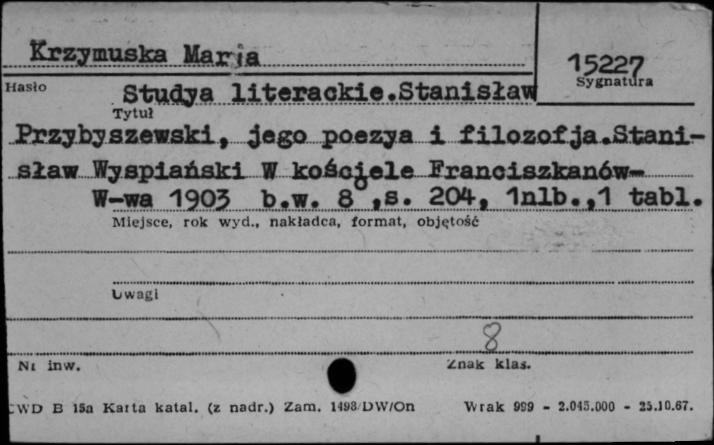 Krzymuska Marja
15227
Hasło
Sygnatura
Studya literackie.Stanisław
Tytuł
Przybyszewski, jego poezya i filozofja.Stani-
sław Wyspiański W kościele Franciszkanów-
W-wa 1903 b.w. 8°,s. 204, 1nlb.,1 tabl.
Miejsce, rok wyd., nakładca, format, objętość
Uwagi
8
Nr inw.
Znak klas.
CWD B 15a Karta katal. (z nadr.) Zam. 1498/DW/On Wrak 999 - 2.045.000 - 25.10.67.